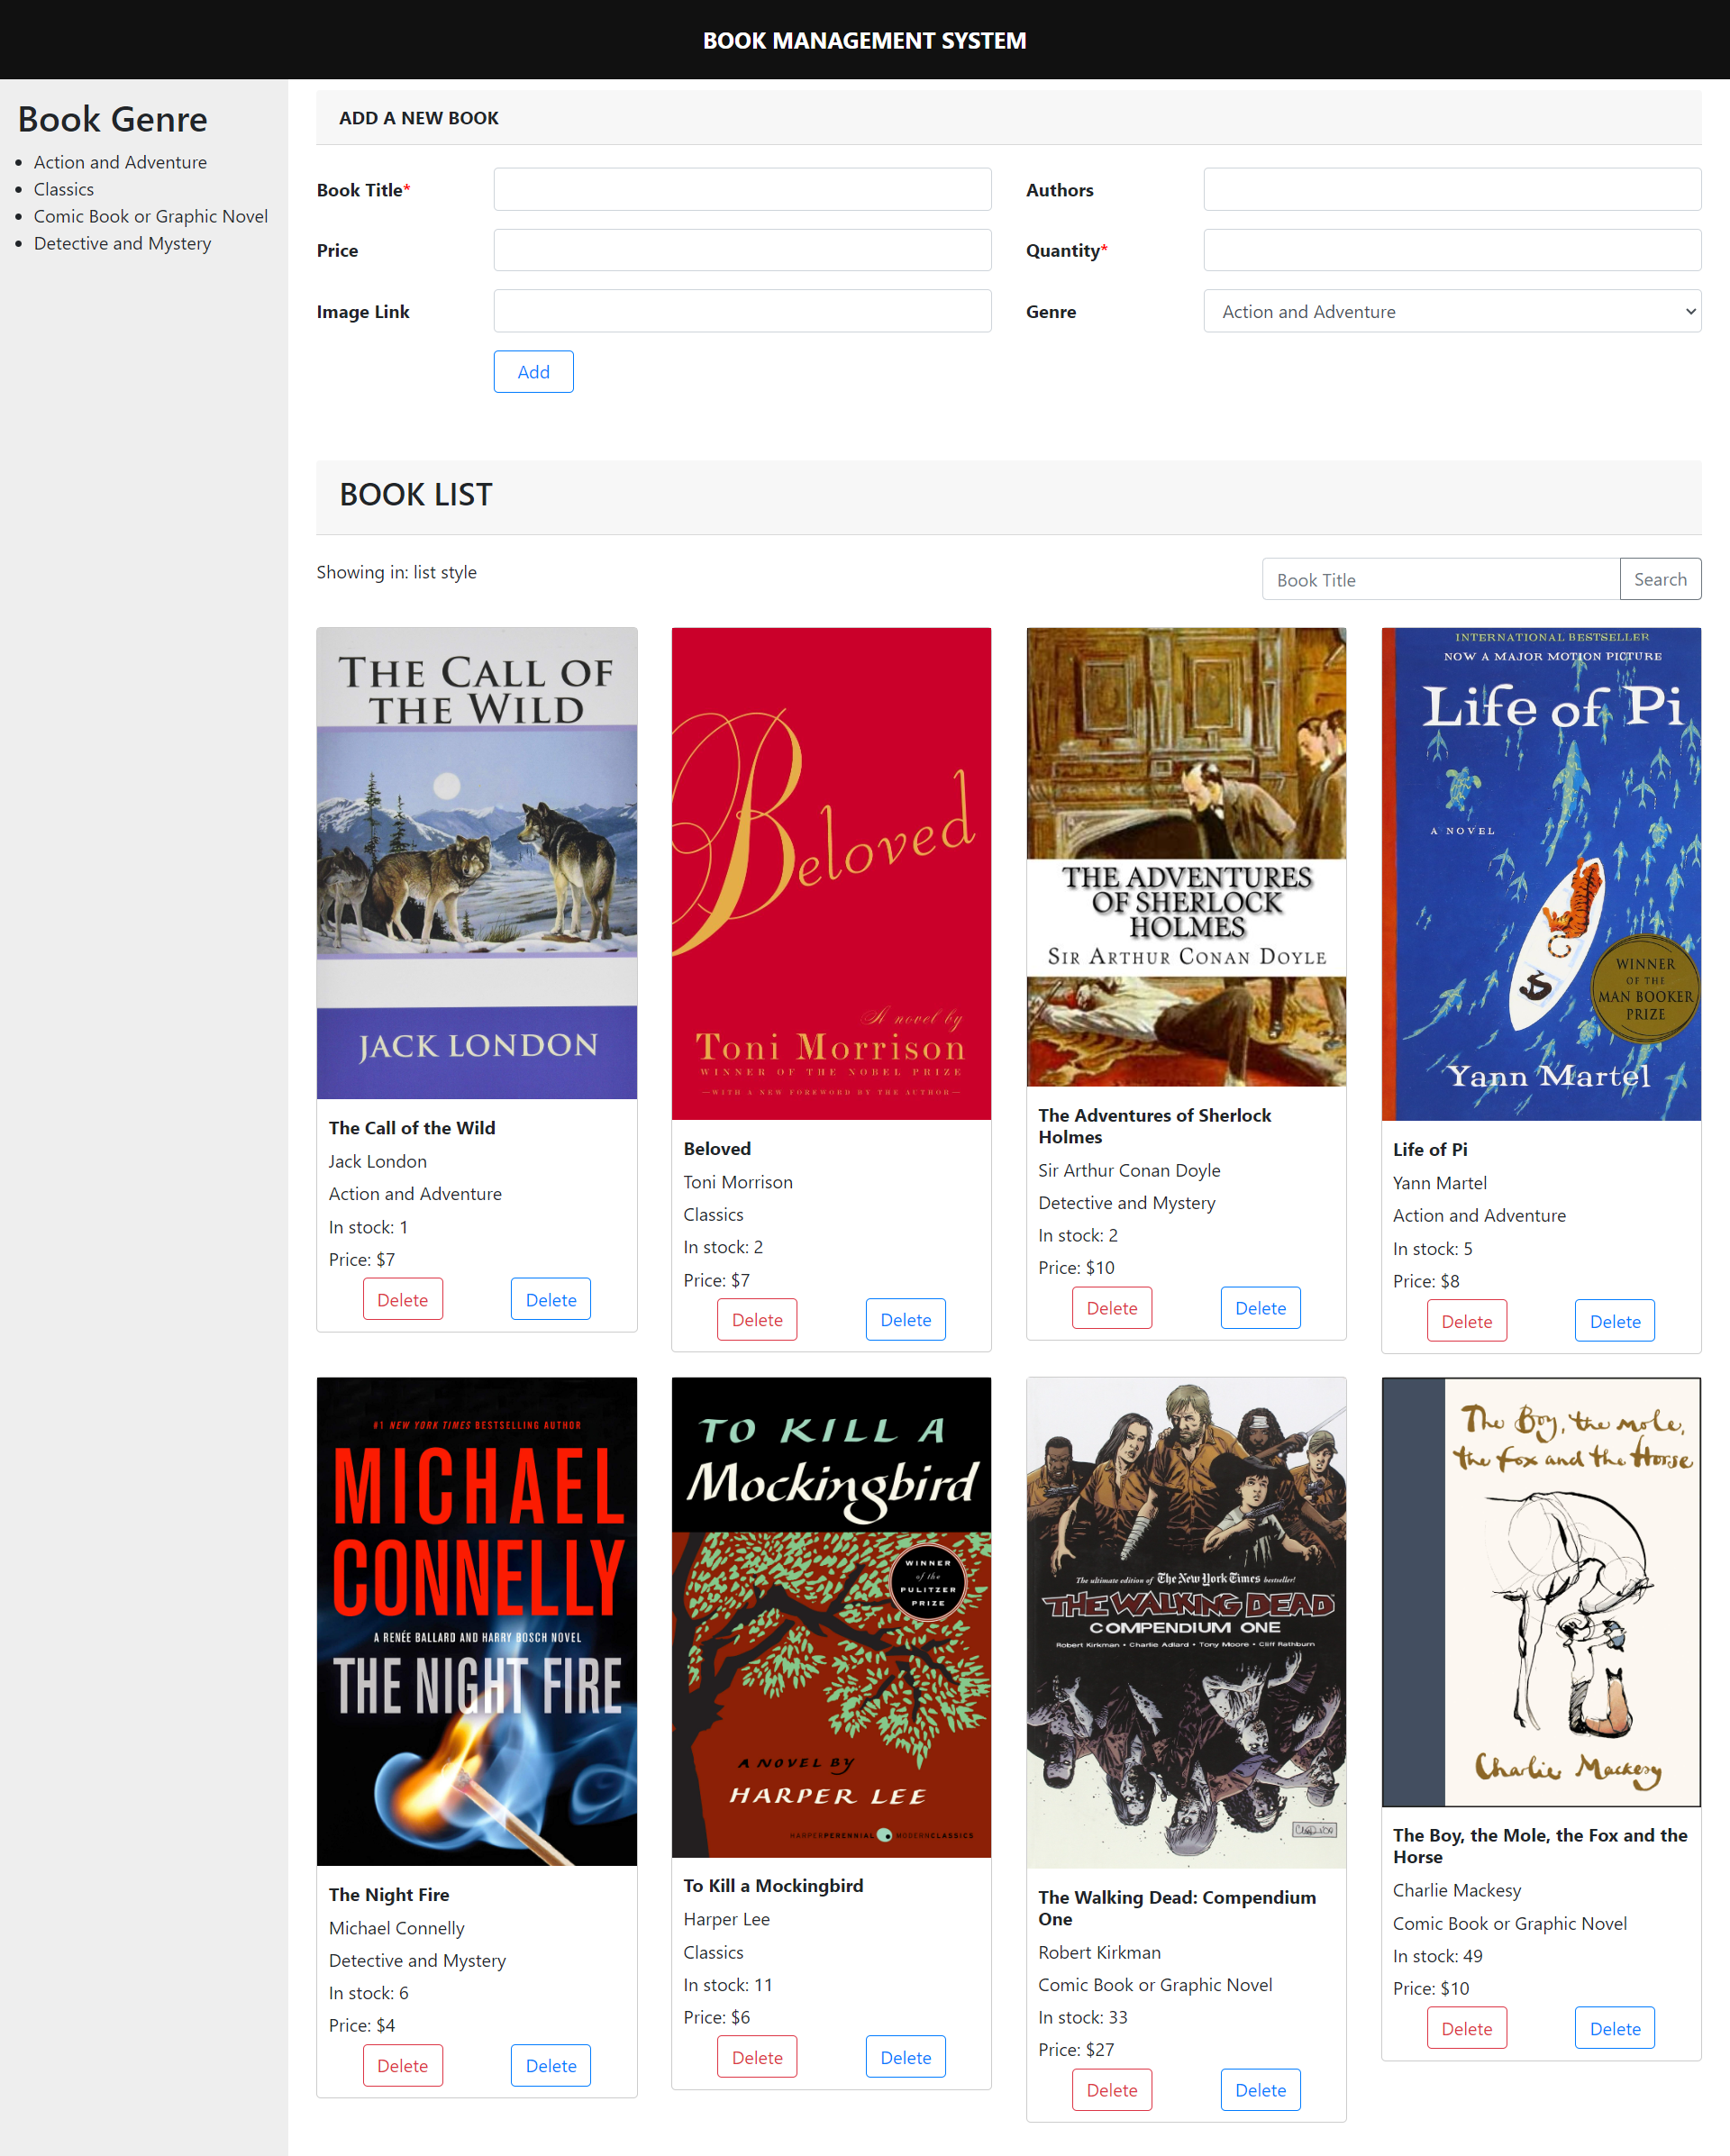 BOOK MANAGEMENT SYSTEM
Book Genre
Action and Adventure
Classics
Comic Book or Graphic Novel
Detective and Mystery
ADD A NEW BOOK
Book Title*
Authors
Price
Quantity*
Image Link
Genre
Action and Adventure
Add
BOOK LIST
Showing in: list style
Book Title
Search
THE CALL OF
THE WILD
JACK LONDON
The Call of the Wild
Jack London
Action and Adventure
In stock: 1
Price: $7
Delete
Delete
Beloved
A novel by
Toni Morrison
WINNER OF THE NOBEL PRIZE
—WITH A NEW FOREWORD BY THE AUTHOR—
Beloved
Toni Morrison
Classics
In stock: 2
Price: $7
Delete
Delete
THE ADVENTURES
OF SHERLOCK
HOLMES
SIR ARTHUR CONAN DOYLE
The Adventures of Sherlock
Holmes
Sir Arthur Conan Doyle
Detective and Mystery
In stock: 2
Price: $10
Delete
Delete
INTERNATIONAL BESTSELLER
NOW A MAJOR MOTION PICTURE
Life of Pi
A NOVEL
WINNER
OF THE
MAN BOOKER
PRIZE
Yann Martel
Life of Pi
Yann Martel
Action and Adventure
In stock: 5
Price: $8
Delete
Delete
#1 NEW YORK TIMES BESTSELLING AUTHOR
MICHAEL
CONNELLY
A RENÉE BALLARD AND HARRY BOSCH NOVEL
THE NIGHT FIRE
The Night Fire
Michael Connelly
Detective and Mystery
In stock: 6
Price: $4
Delete
Delete
TO KILL A
Mockingbird
WINNER
of the
PULITZER
PRIZE
A NOVEL BY
HARPER LEE
HARPERPERENNIAL MODERNCLASSICS
To Kill a Mockingbird
Harper Lee
Classics
In stock: 11
Price: $6
Delete
Delete
The ultimate edition of The New York Times bestseller!
THE WALKING DEAD
COMPENDIUM ONE
Robert Kirkman • Charlie Adlard • Tony Moore • Cliff Rathburn
The Walking Dead: Compendium
One
Robert Kirkman
Comic Book or Graphic Novel
In stock: 33
Price: $27
Delete
Delete
The Boy, the mole,
the fox and the Horse
Charlie Mackesy
The Boy, the Mole, the Fox and the
Horse
Charlie Mackesy
Comic Book or Graphic Novel
In stock: 49
Price: $10
Delete
Delete